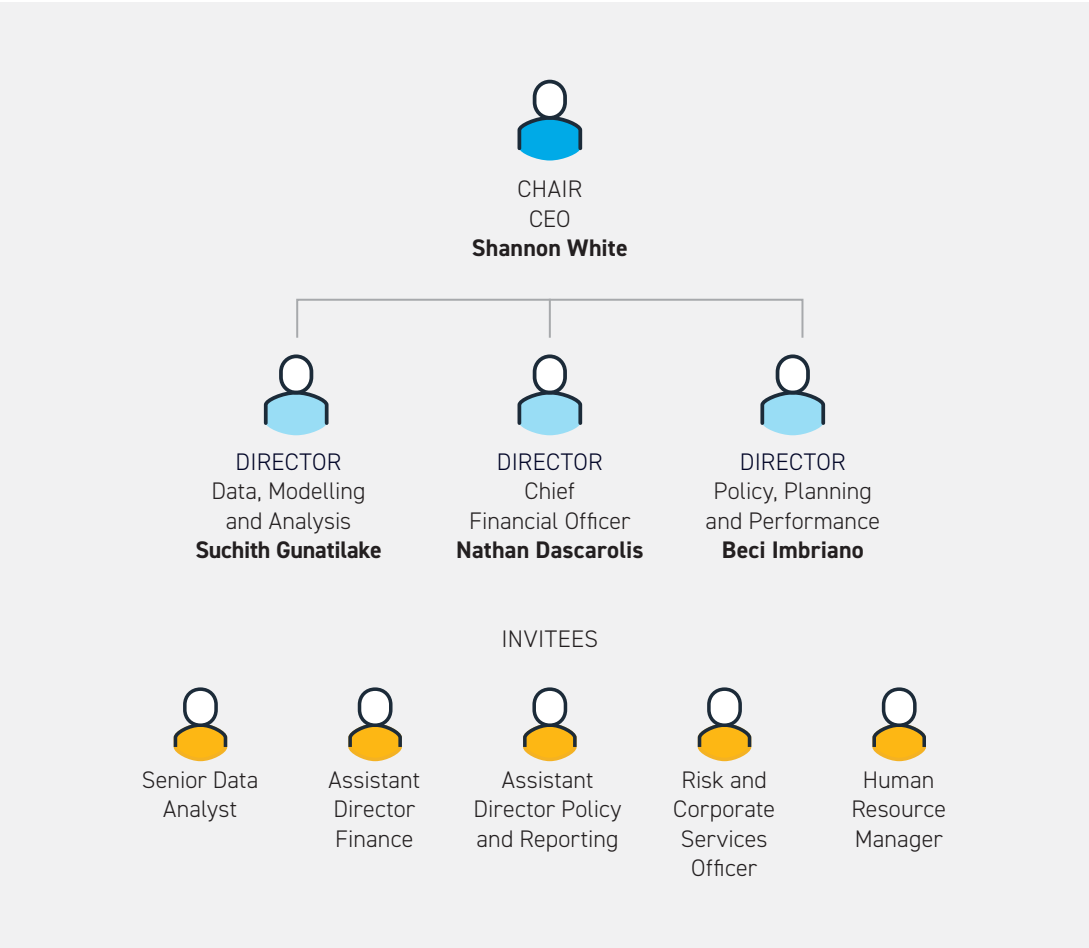 CHAIR
CEO
Shannon White
DIRECTOR
Data, Modelling
and Analysis
Suchith Gunatilake
DIRECTOR
Chief
Financial Officer
Nathan Dascarolis
DIRECTOR
Policy, Planning
and Performance
Beci Imbriano
INVITEES
Senior Data
Analyst
Assistant
Director
Finance
Assistant
Director Policy
and Reporting
Risk and
Corporate
Services
Officer
Human
Resource
Manager